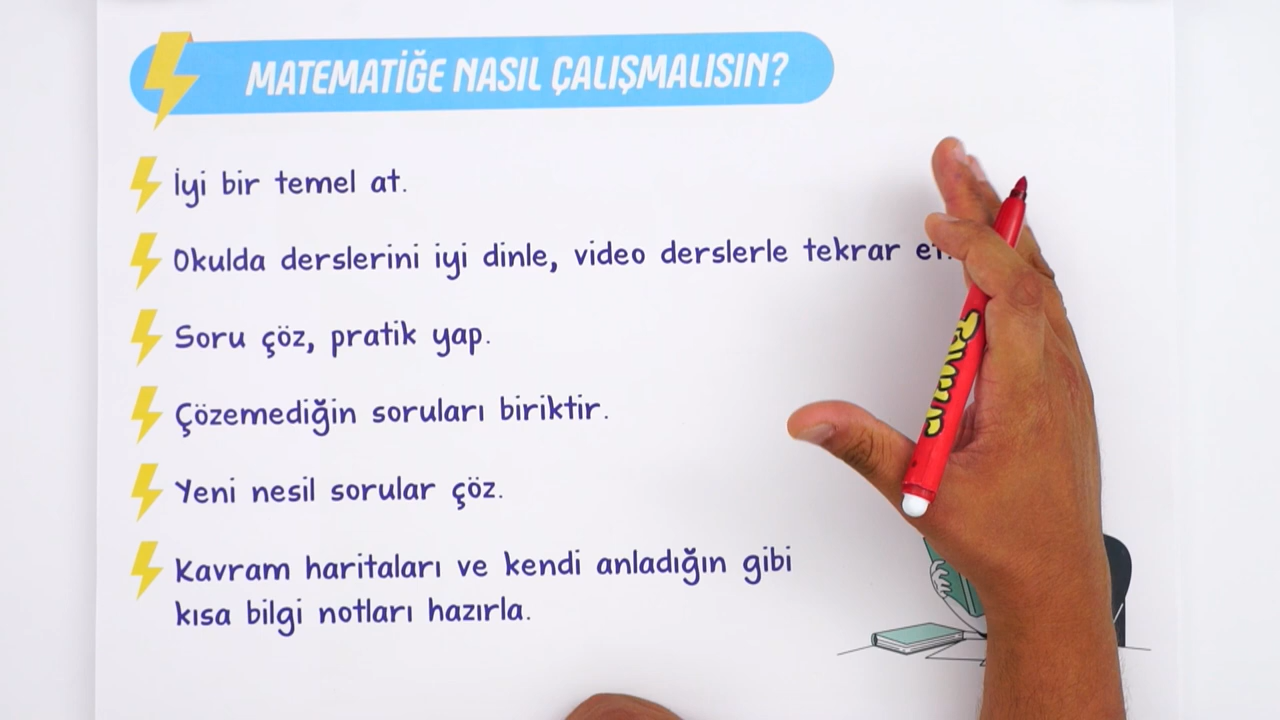 MATEMATİĞE NASIL ÇALIŞMALISIN?
İyi bir temel at.
Okulda derslerini iyi dinle, video derslerle tekrar
Soru çöz, pratik yap.
Çözemediğin soruları biriktir.
Yeni nesil sorular çöz.
Kavram haritaları ve kendi anladığın gibi
kısa bilgi notları hazırla.